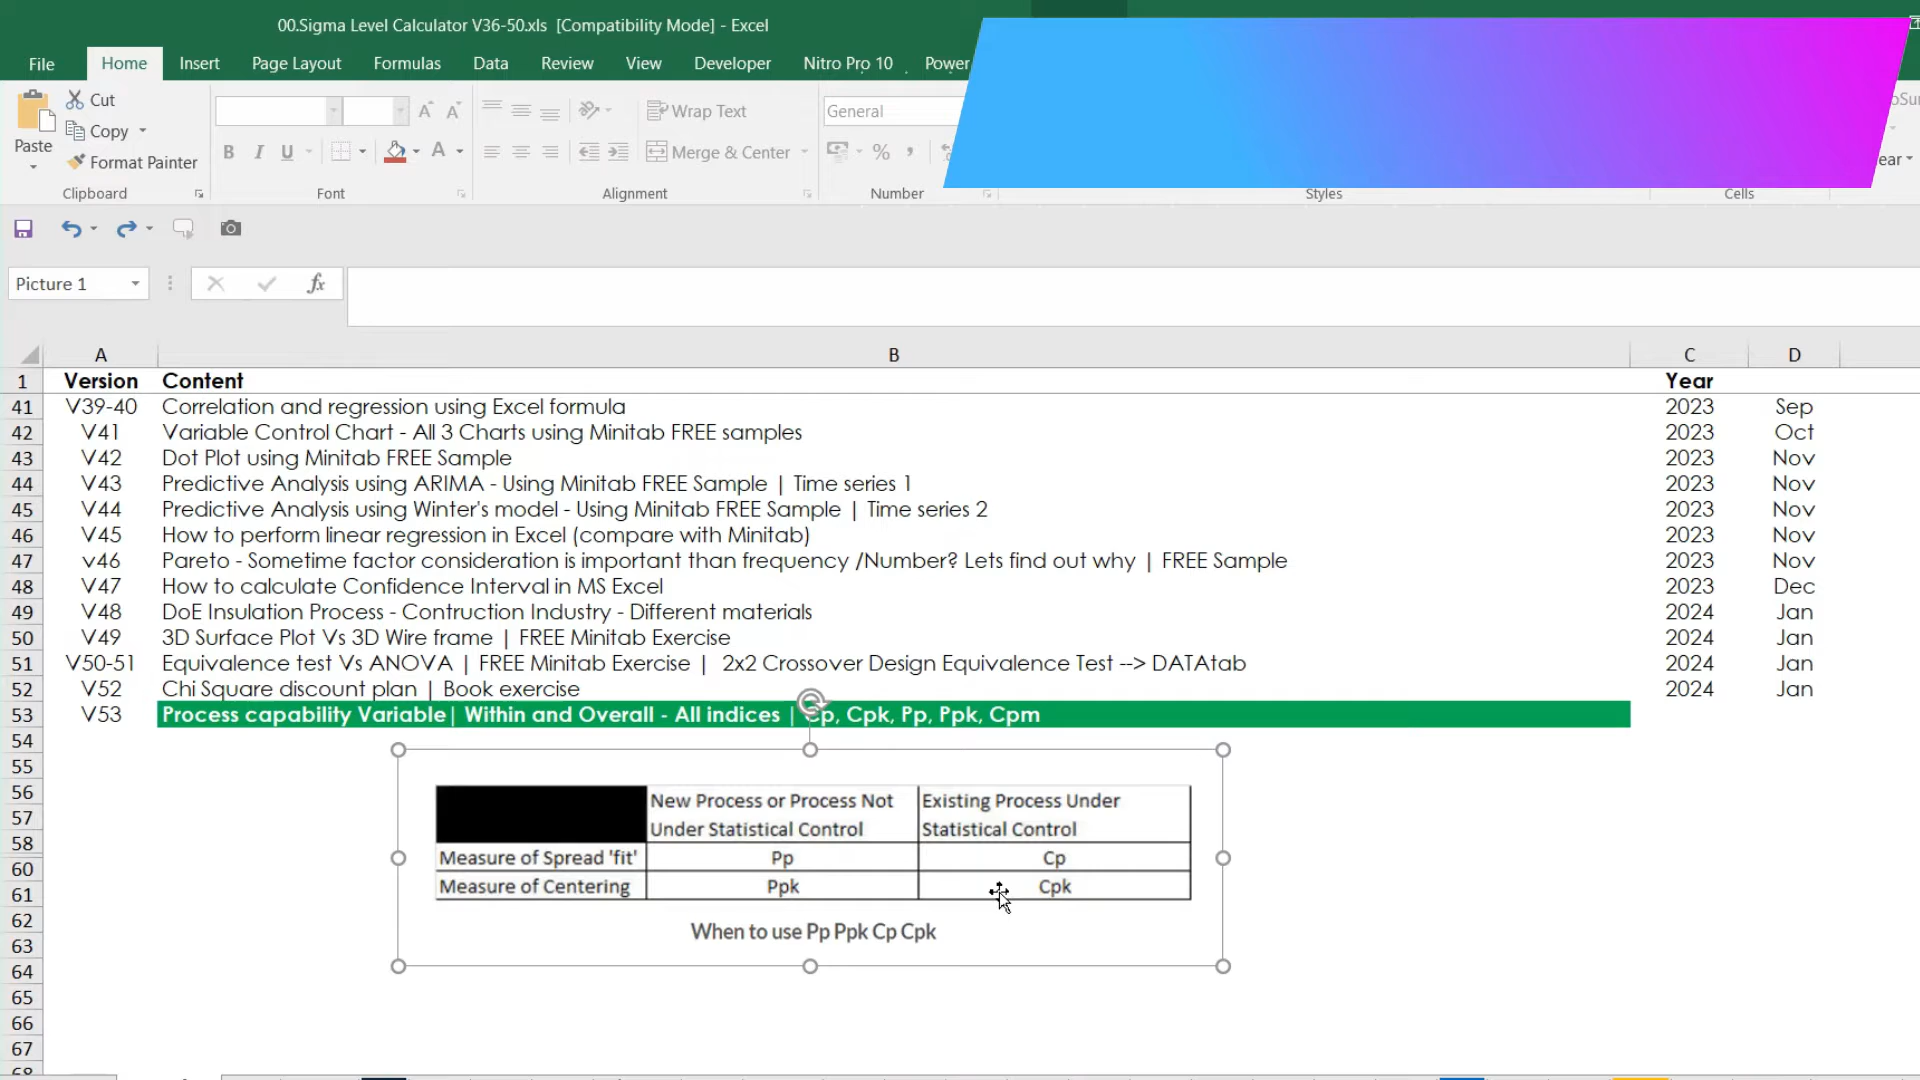 00.Sigma Level Calculator V36-50.xls [Compatibility Mode] - Excel
File Home Insert Page Layout Formulas Data Review View Developer Nitro Pro 10 Power
Cut
Copy
Format Painter
Paste
Clipboard
B I U
A A
A
Font
Wrap Text
Merge & Center
Alignment
General
% ,
Number
Styles
Cells
Picture 1
fx
A B C D
1 Version Content Year
41 V39-40 Correlation and regression using Excel formula 2023 Sep
42 V41 Variable Control Chart - All 3 Charts using Minitab FREE samples 2023 Oct
43 V42 Dot Plot using Minitab FREE Sample 2023 Nov
44 V43 Predictive Analysis using ARIMA - Using Minitab FREE Sample | Time series 1 2023 Nov
45 V44 Predictive Analysis using Winter's model - Using Minitab FREE Sample | Time series 2 2023 Nov
46 V45 How to perform linear regression in Excel (compare with Minitab) 2023 Nov
47 v46 Pareto - Sometime factor consideration is important than frequency /Number? Lets find out why | FREE Sample 2023 Nov
48 V47 How to calculate Confidence Interval in MS Excel 2023 Dec
49 V48 DoE Insulation Process - Contruction Industry - Different materials 2024 Jan
50 V49 3D Surface Plot Vs 3D Wire frame | FREE Minitab Exercise 2024 Jan
51 V50-51 Equivalence test Vs ANOVA | FREE Minitab Exercise | 2x2 Crossover Design Equivalence Test --> DATAtab 2024 Jan
52 V52 Chi Square discount plan | Book exercise 2024 Jan
53 V53 Process capability Variable| Within and Overall - All indices | Cp, Cpk, Pp, Ppk, Cpm
54
55
56
57
58
60
61
62
63
64
65
66
67
68
New Process or Process Not Under Statistical Control
Existing Process Under Statistical Control
Measure of Spread 'fit' Pp Cp
Measure of Centering Ppk Cpk
When to use Pp Ppk Cp Cpk